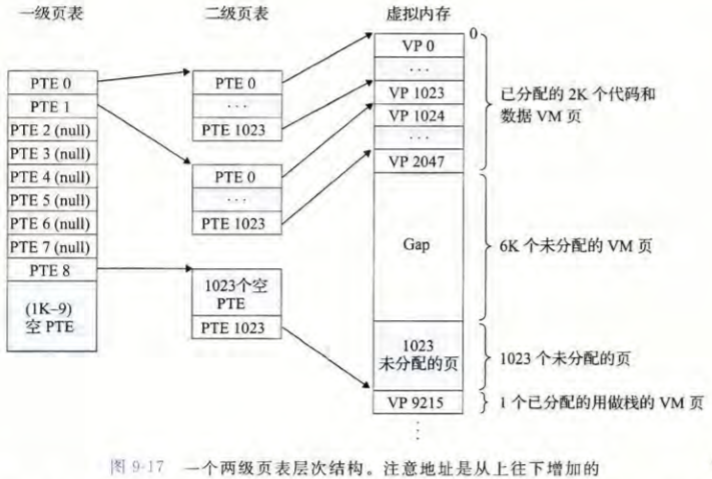 一级页表
二级页表
虚拟内存
PTE 0
PTE 1
PTE 2 (null)
PTE 3 (null)
PTE 4 (null)
PTE 5 (null)
PTE 6 (null)
PTE 7 (null)
PTE 8
(1K-9)
空 PTE
PTE 0
...
PTE 1023
PTE 0
...
PTE 1023
1023个空
PTE
PTE 1023
0
VP 0
...
VP 1023
VP 1024
...
VP 2047
Gap
1023
未分配的页
VP 9215
已分配的 2K 个代码和
数据 VM 页
6K 个未分配的 VM 页
1023 个未分配的页
1 个已分配的用做栈的 VM 页
图 9-17 一个两级页表层次结构。注意地址是从上往下增加的